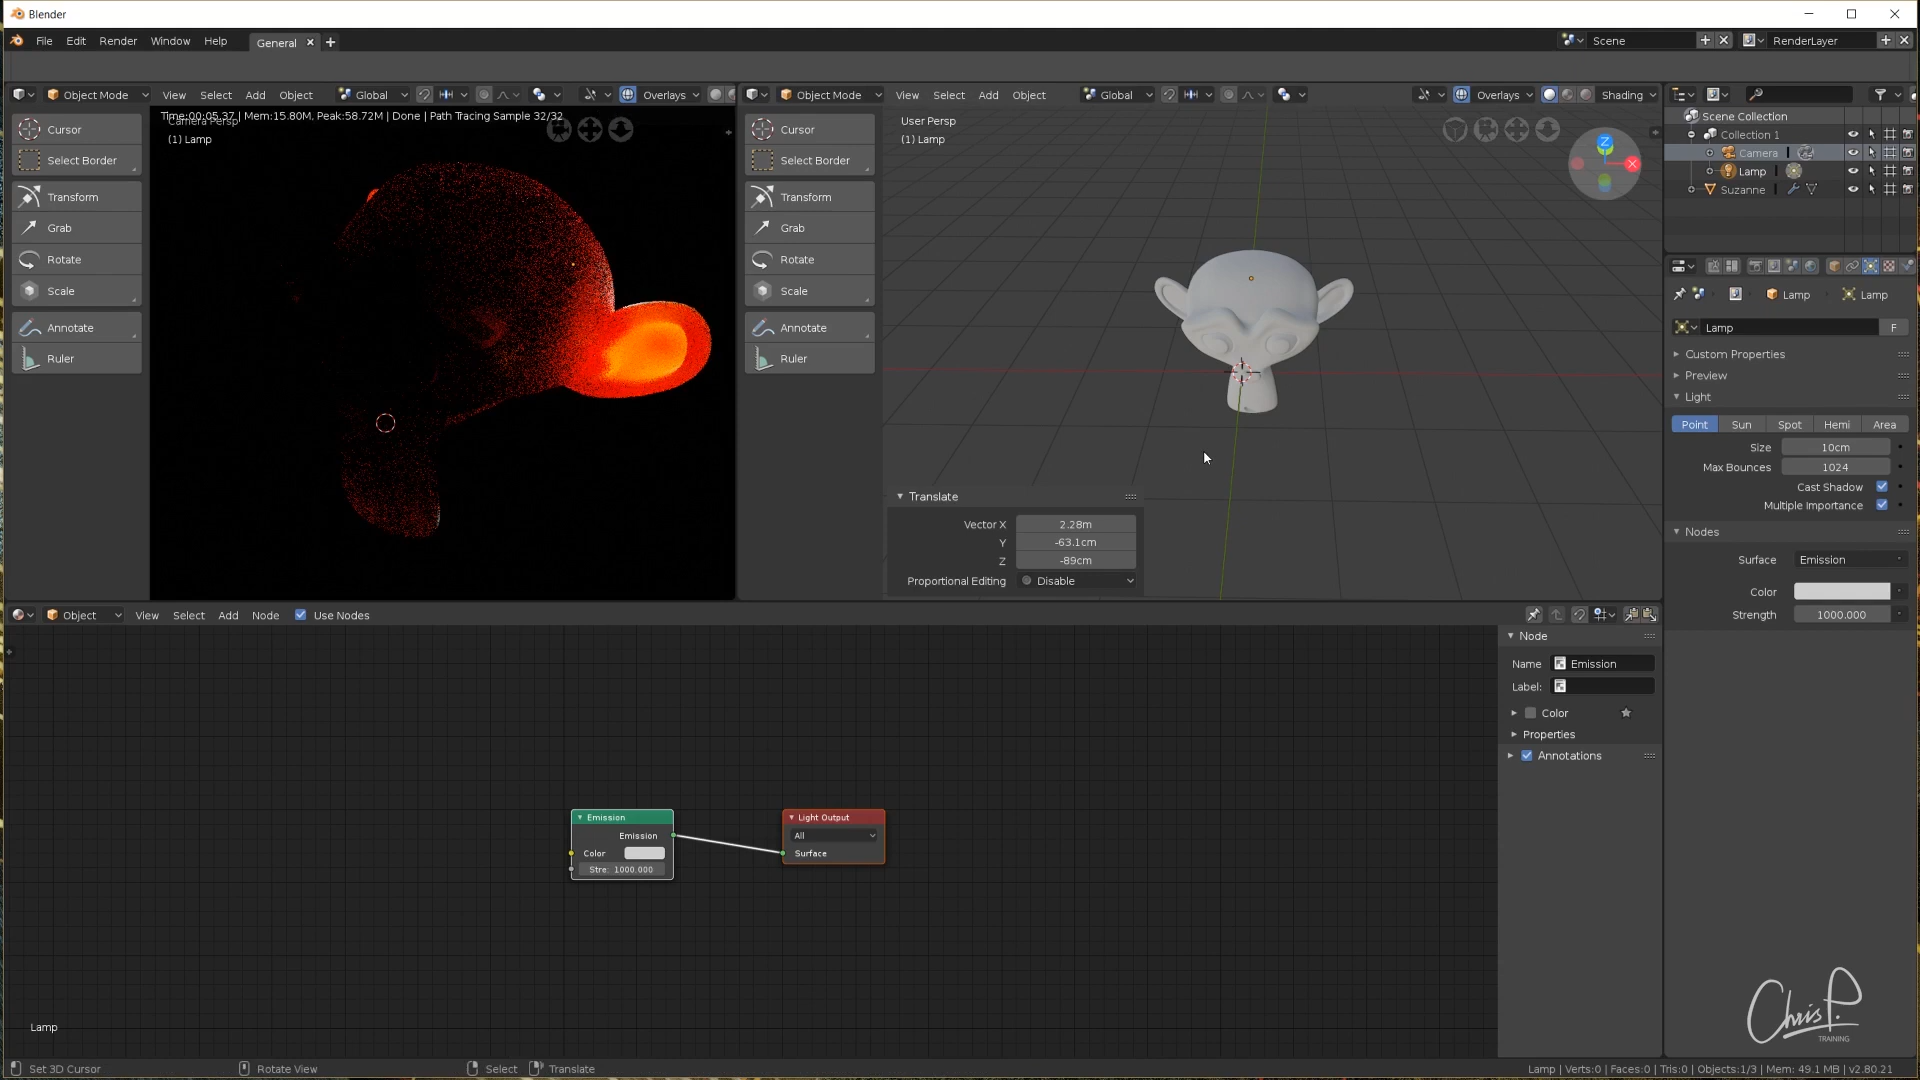 Blender
File Edit Render Window Help General
Scene RenderLayer
Object Mode View Select Add Object Global Overlays
Object Mode View Select Add Object Global Overlays Shading
Time:00:05.37 | Mem:15.80M, Peak:58.72M | Done | Path Tracing Sample 32/32
Camera Persp
(1) Lamp
Cursor
Select Border
Transform
Grab
Rotate
Scale
Annotate
Ruler
Cursor
Select Border
Transform
Grab
Rotate
Scale
Annotate
Ruler
User Persp
(1) Lamp
Z
X
Translate
Vector X 2.28m
Y -63.1cm
Z -89cm
Proportional Editing Disable
Scene Collection
Collection 1
Camera
Lamp
Suzanne
Lamp Lamp
Lamp F
Custom Properties
Preview
Light
Point Sun Spot Hemi Area
Size 10cm
Max Bounces 1024
Cast Shadow
Multiple Importance
Nodes
Surface Emission
Color
Strength 1000.000
Object View Select Add Node Use Nodes
Node
Name Emission
Label:
Color
Properties
Annotations
Emission
Emission
Color
Stre: 1000.000
Light Output
All
Surface
Lamp
Chris P.
TRAINING
Set 3D Cursor Rotate View Select Translate
Lamp | Verts:0 | Faces:0 | Tris:0 | Objects:1/3 | Mem: 49.1 MB | v2.80.21